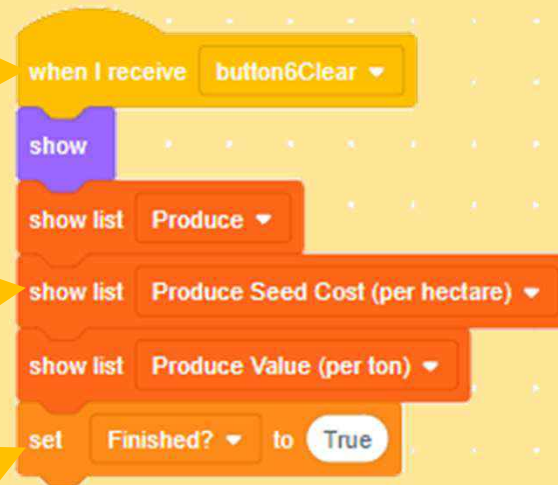 when I receive button6Clear
show
show list Produce
show list Produce Seed Cost (per hectare)
show list Produce Value (per ton)
set Finished? to True